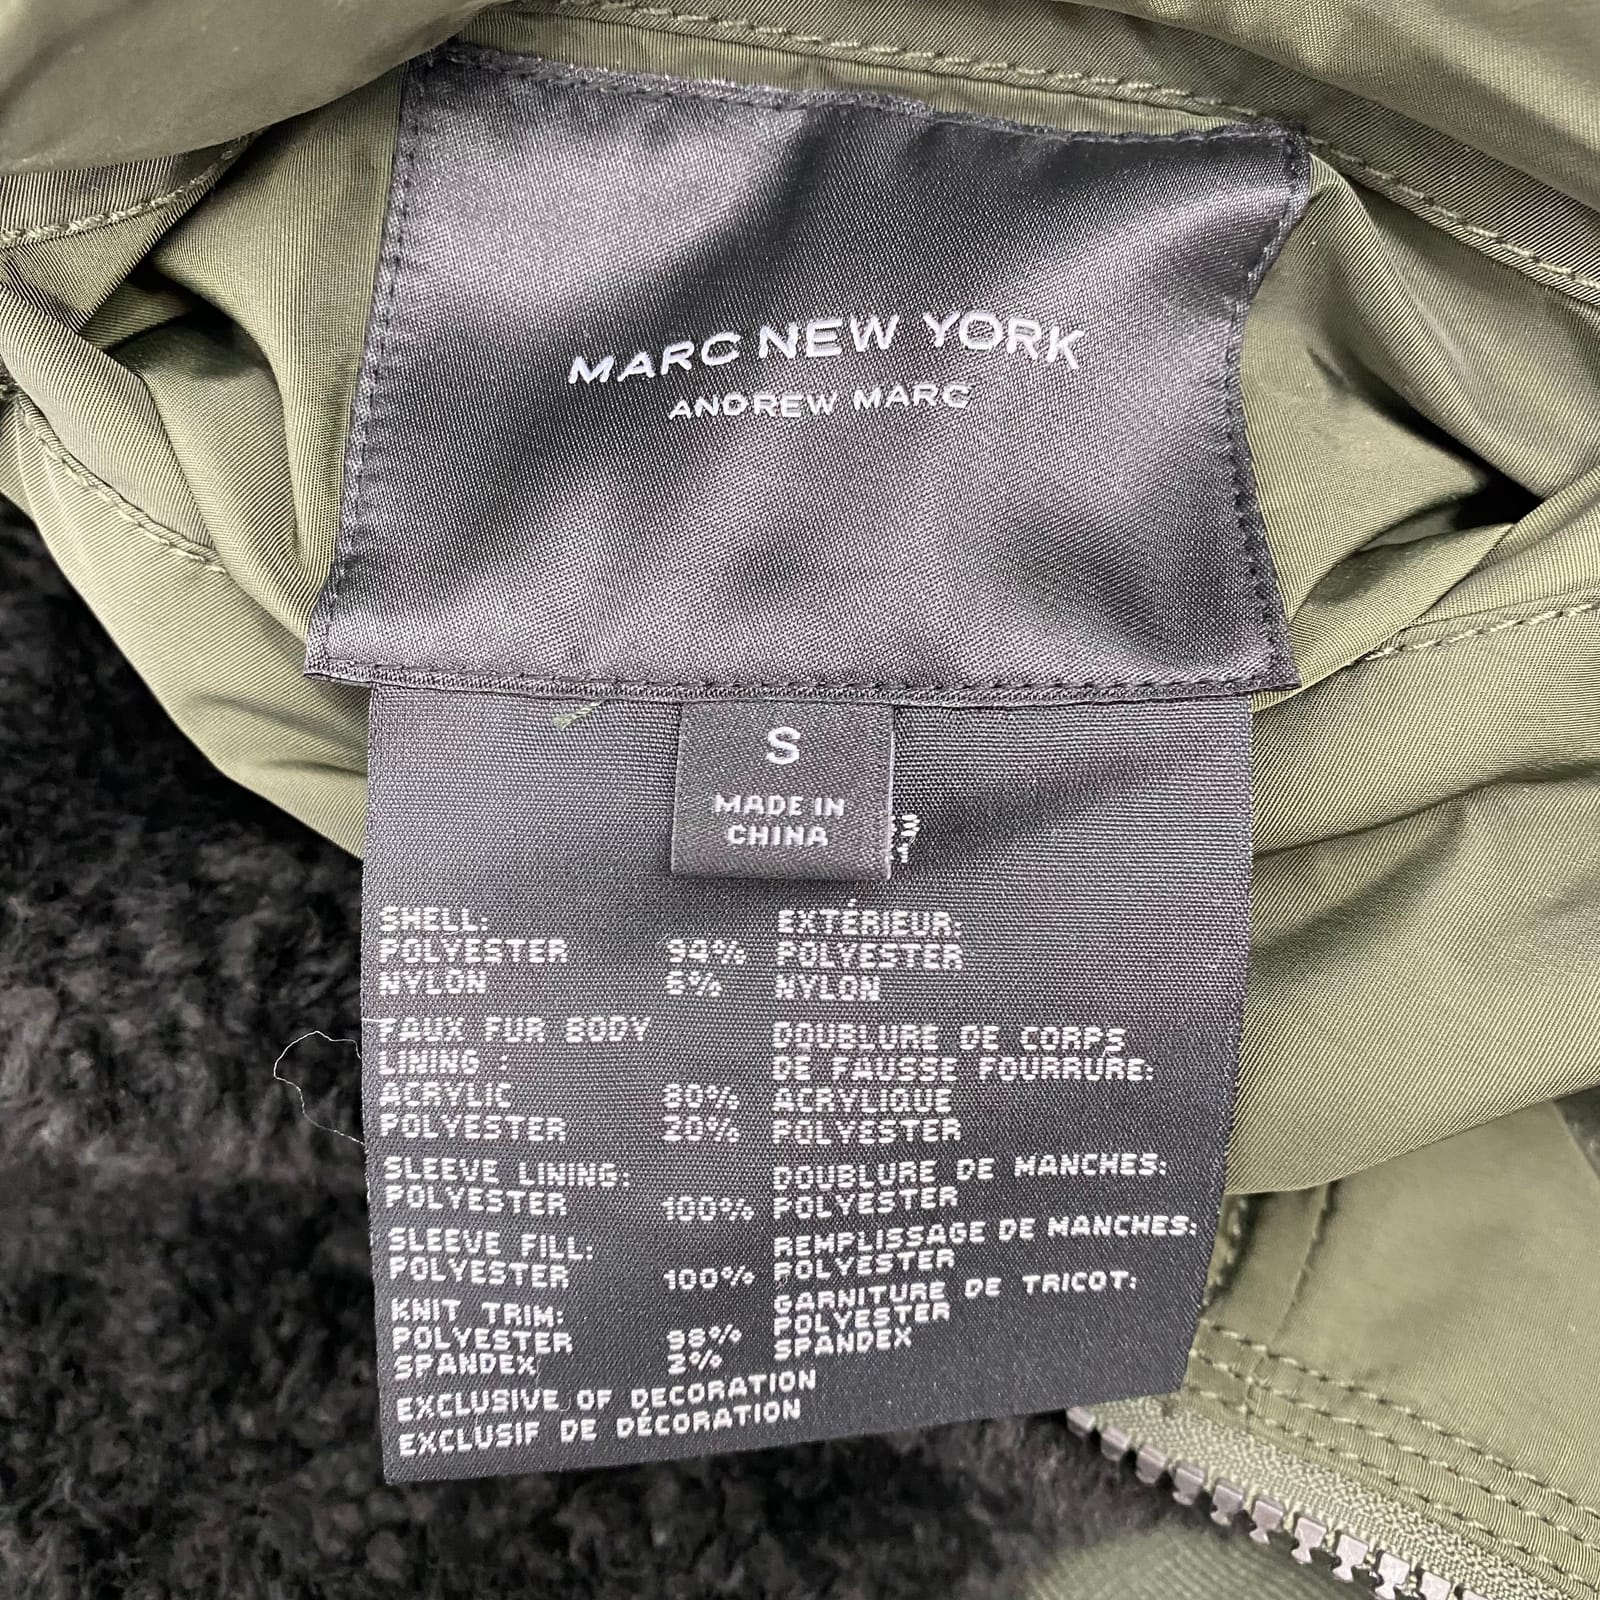 MARC NEW YORK
ANDREW MARC
S
MADE IN
CHINA
SHELL:
POLYESTER 94%
NYLON 6%
FAUX FUR BODY
LINING :
ACRYLIC 80%
POLYESTER 20%
SLEEVE LINING:
POLYESTER 100%
SLEEVE FILL:
POLYESTER 100%
KNIT TRIM:
POLYESTER 98%
SPANDEX 2%
EXTÉRIEUR:
POLYESTER
NYLON
DOUBLURE DE CORPS
DE FAUSSE FOURRURE:
ACRYLIQUE
POLYESTER
DOUBLURE DE MANCHES:
POLYESTER
REMPLISSAGE DE MANCHES:
POLYESTER
GARNITURE DE TRICOT:
POLYESTER
SPANDEX
EXCLUSIVE OF DECORATION
EXCLUSIF DE DÉCORATION